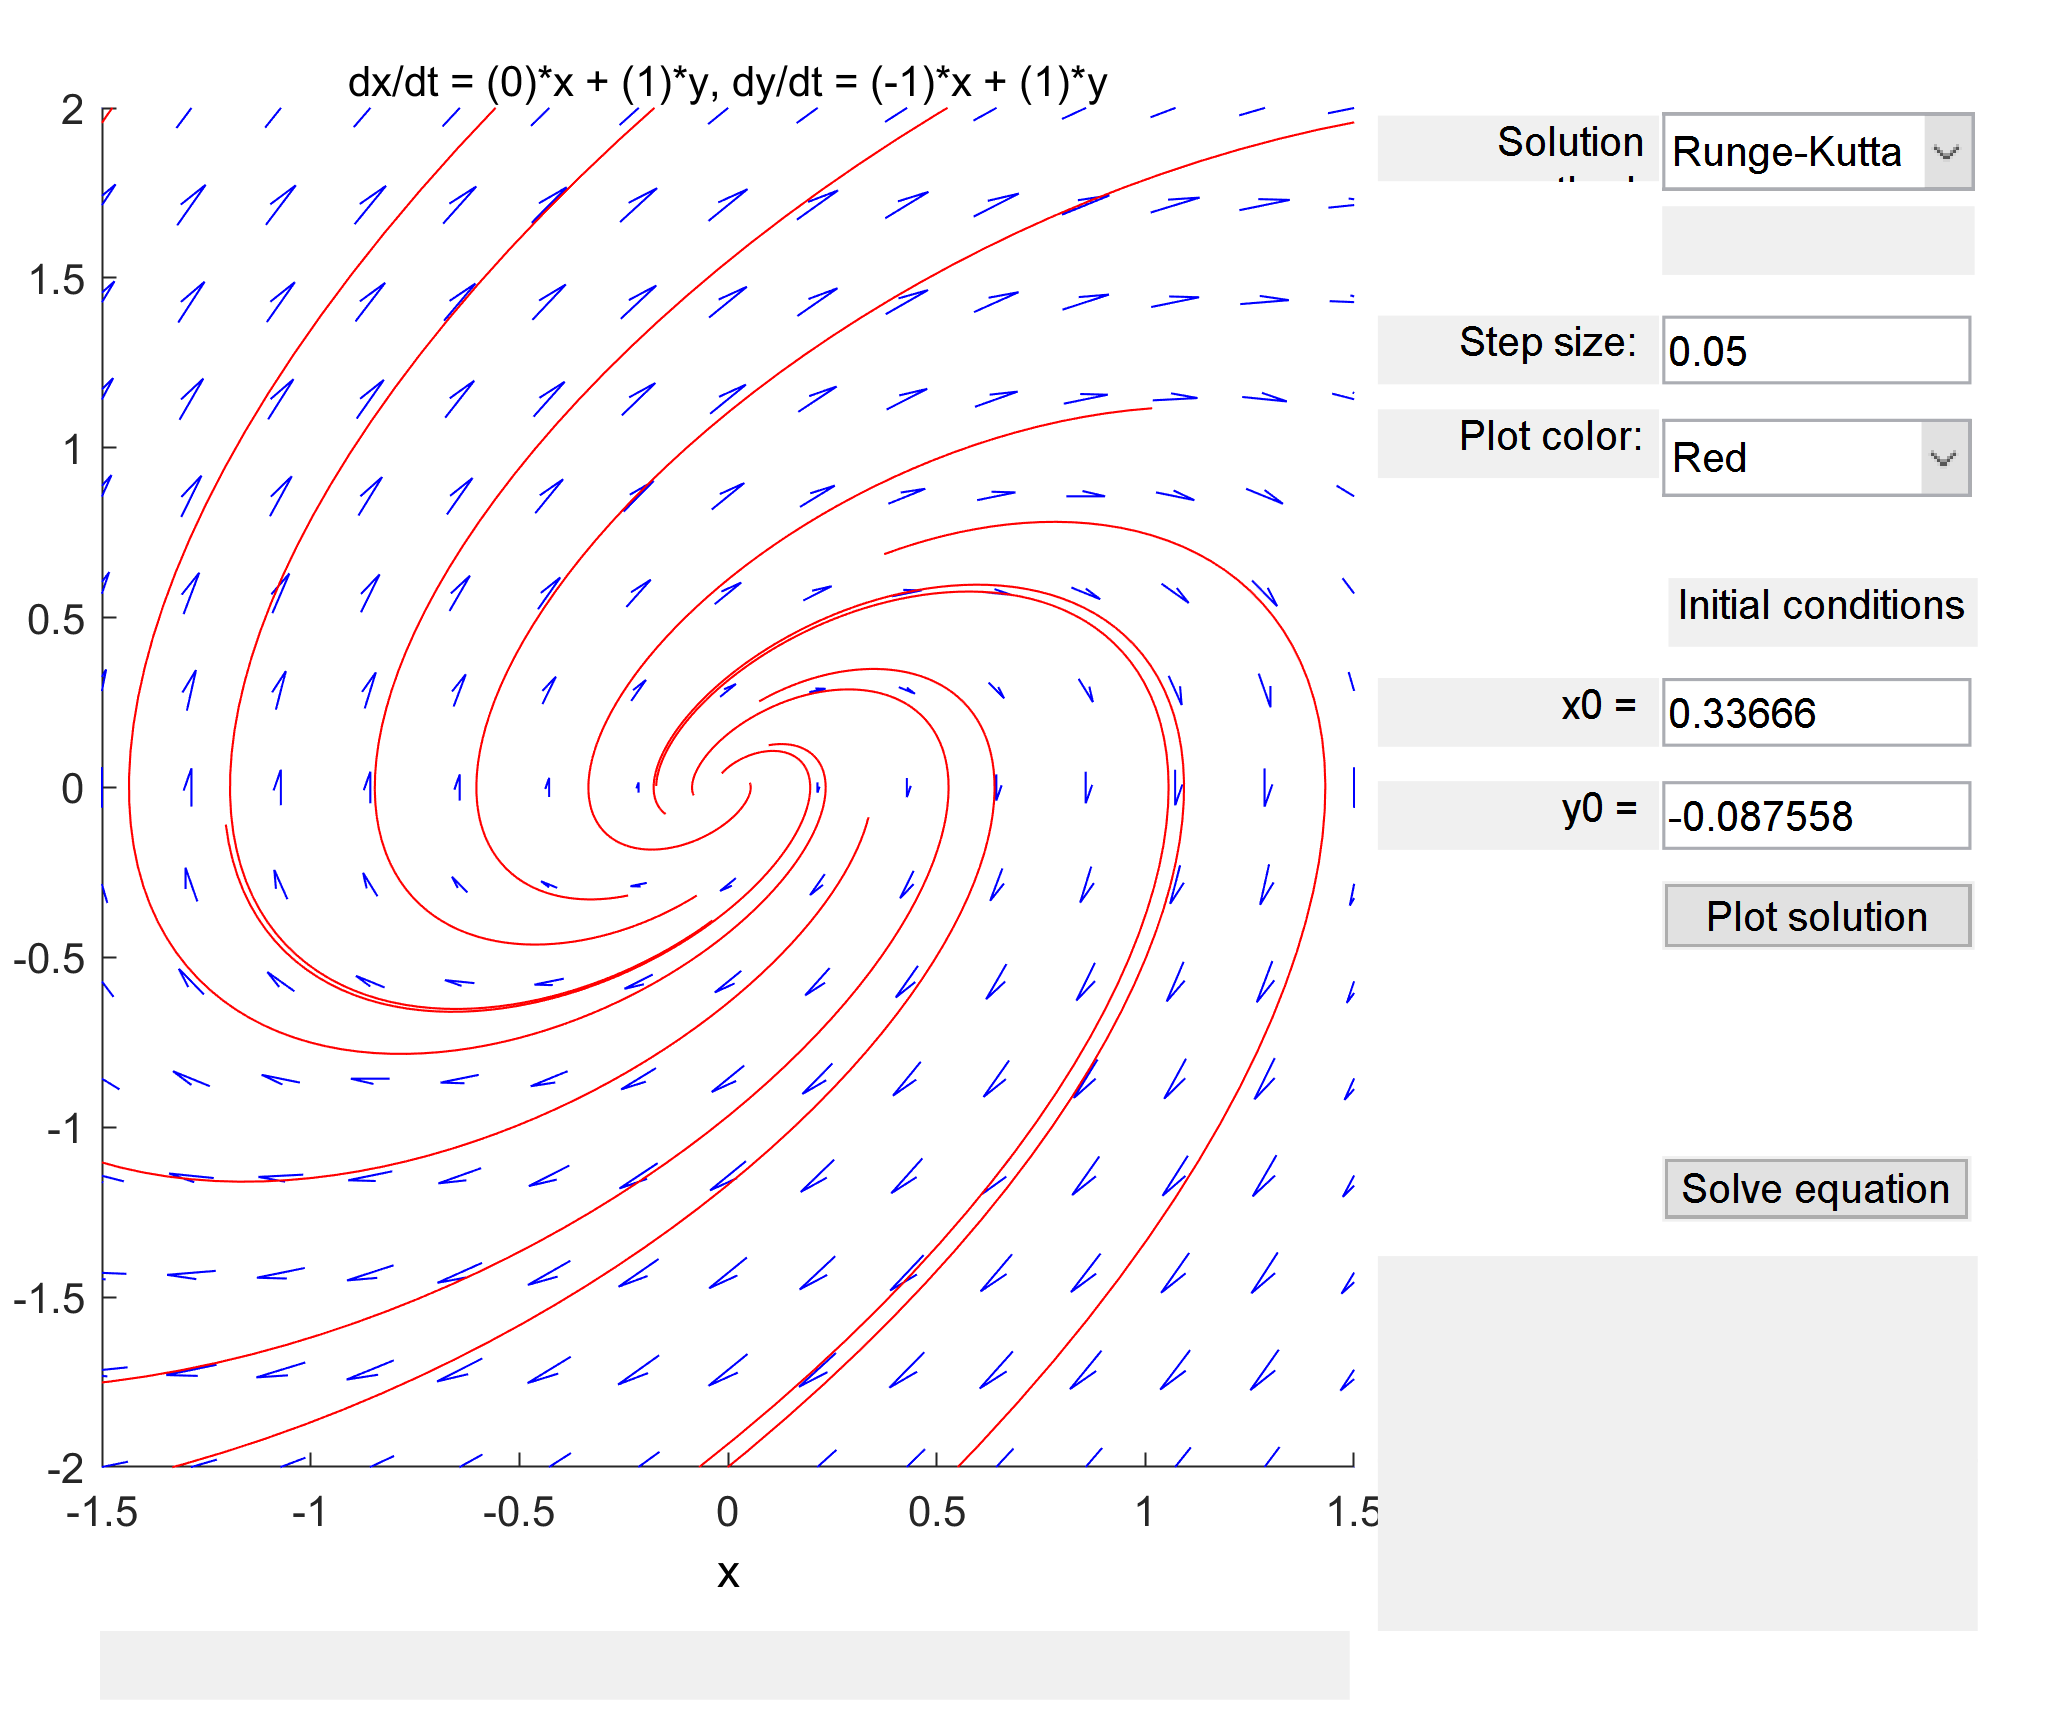 dx/dt = (0)*x + (1)*y, dy/dt = (-1)*x + (1)*y
2
1.5
1
0.5
0
-0.5
-1
-1.5
-2
-1.5 -1 -0.5 0 0.5 1 1.5
x
Solution
Runge-Kutta
Step size: 0.05
Plot color: Red
Initial conditions
x0 = 0.33666
y0 = -0.087558
Plot solution
Solve equation